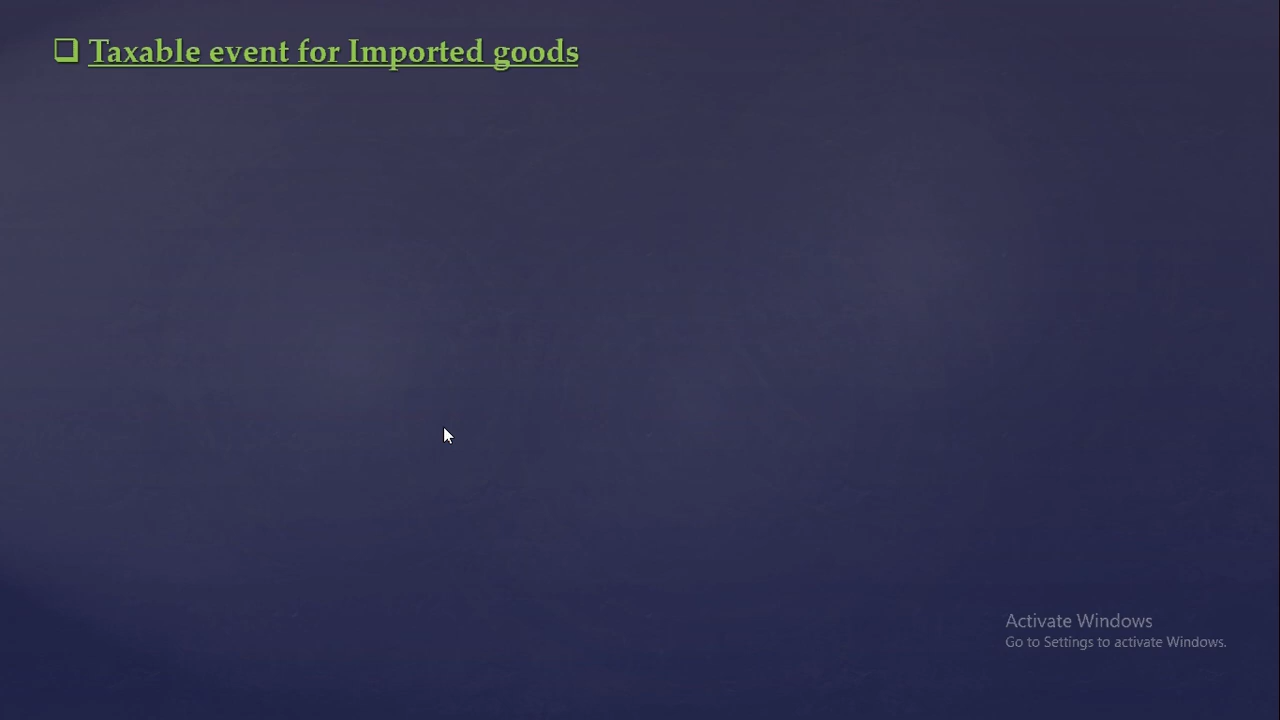 Taxable event for Imported goods
Activate Windows
Go to Settings to activate Windows.